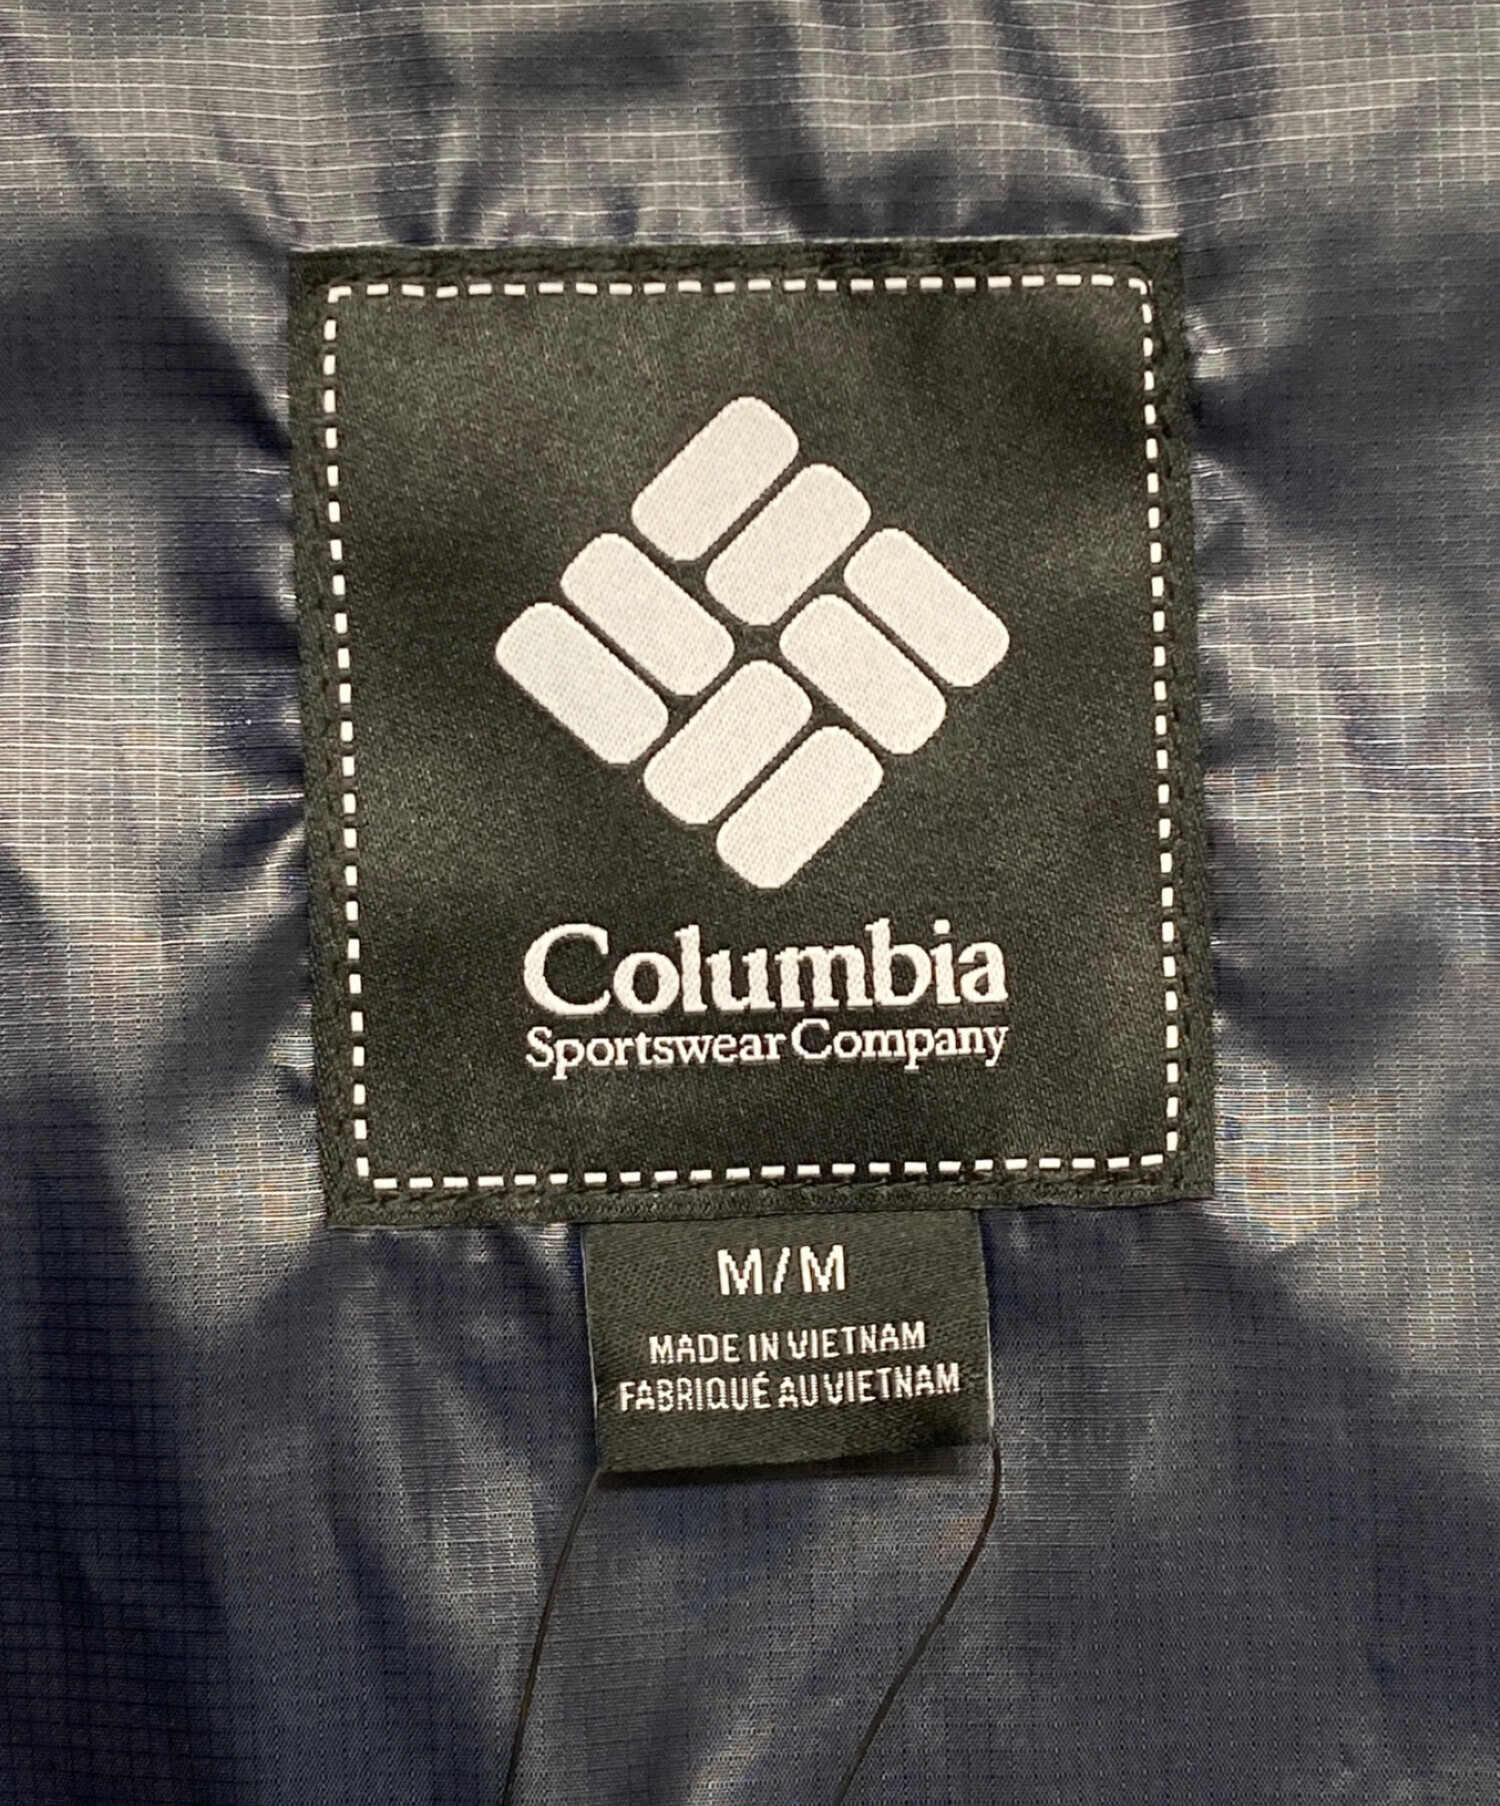 Columbia
Sportswear Company
M/M
MADE IN VIETNAM
FABRIQUÉ AU VIETNAM